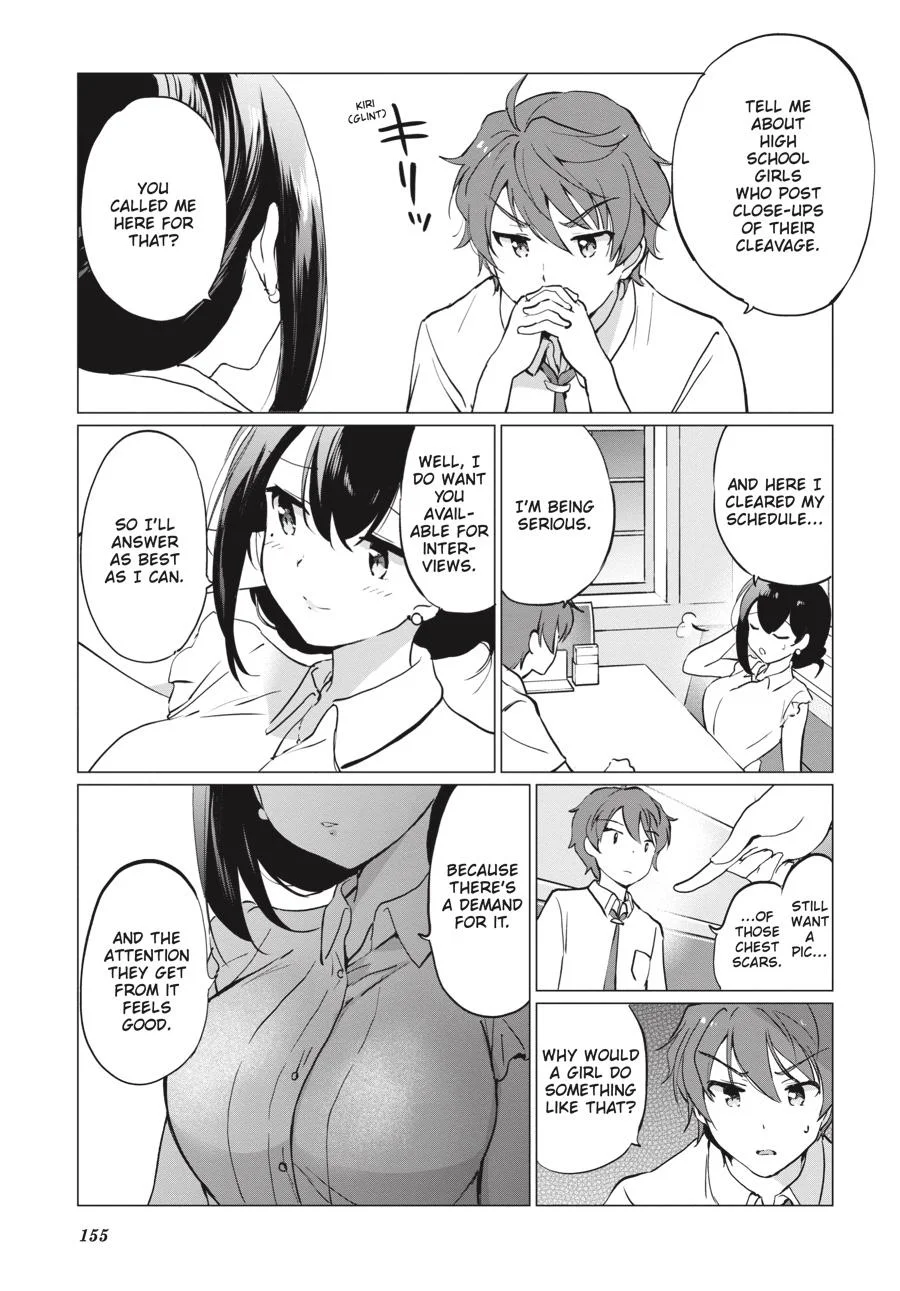 TELL ME
ABOUT
HIGH
SCHOOL
GIRLS
WHO POST
CLOSE-UPS
OF THEIR
CLEAVAGE.
KIRI
(GLINT)
キリッ
YOU
CALLED ME
HERE FOR
THAT?
AND HERE I
CLEARED MY
SCHEDULE...
I'M BEING
SERIOUS.
WELL, I
DO WANT
YOU
AVAIL-
ABLE FOR
INTER-
VIEWS.
SO I'LL
ANSWER
AS BEST
AS I CAN.
STILL
WANT
A
PIC...
...OF
THOSE
CHEST
SCARS.
WHY WOULD
A GIRL DO
SOMETHING
LIKE THAT?
BECAUSE
THERE'S
A DEMAND
FOR IT.
AND THE
ATTENTION
THEY GET
FROM IT
FEELS
GOOD.
155